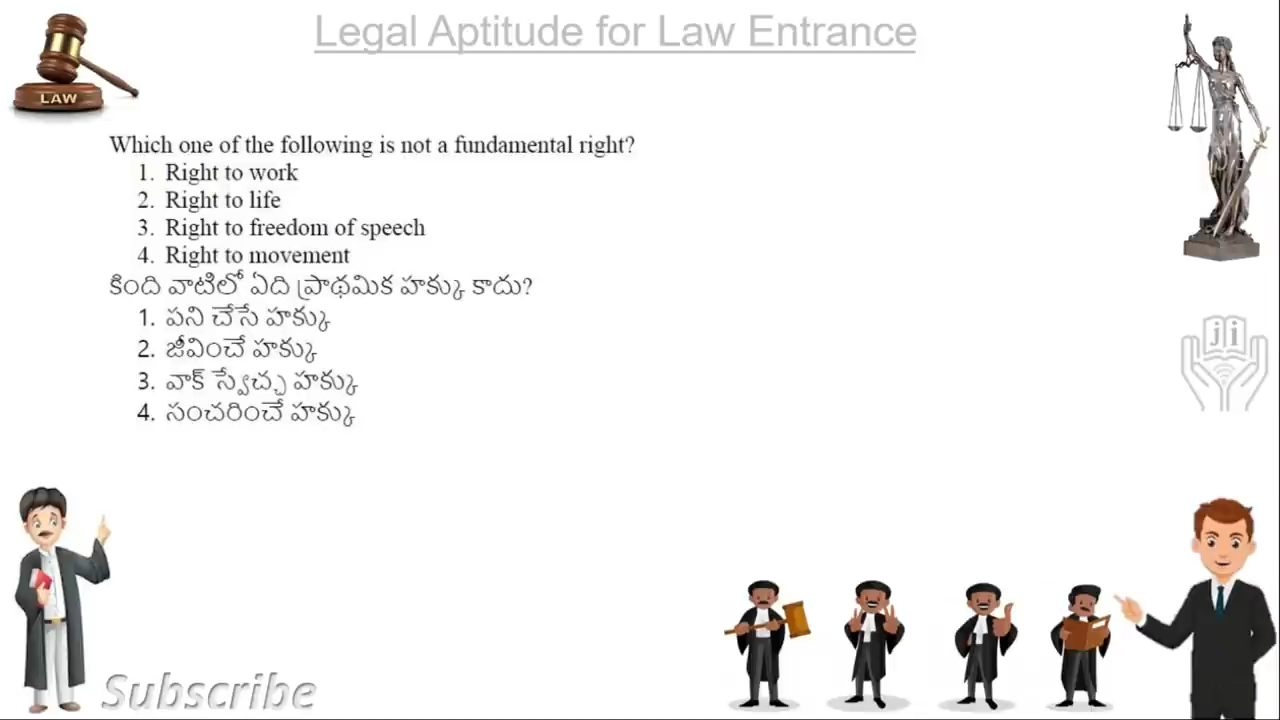 Legal Aptitude for Law Entrance
LAW
Which one of the following is not a fundamental right?
1. Right to work
2. Right to life
3. Right to freedom of speech
4. Right to movement
కింది వాటిలో ఏది ప్రాథమిక హక్కు కాదు?
1. పని చేసే హక్కు
2. జీవించే హక్కు
3. వాక్ స్వేచ్ఛ హక్కు
4. సంచరించే హక్కు
ji
Subscribe